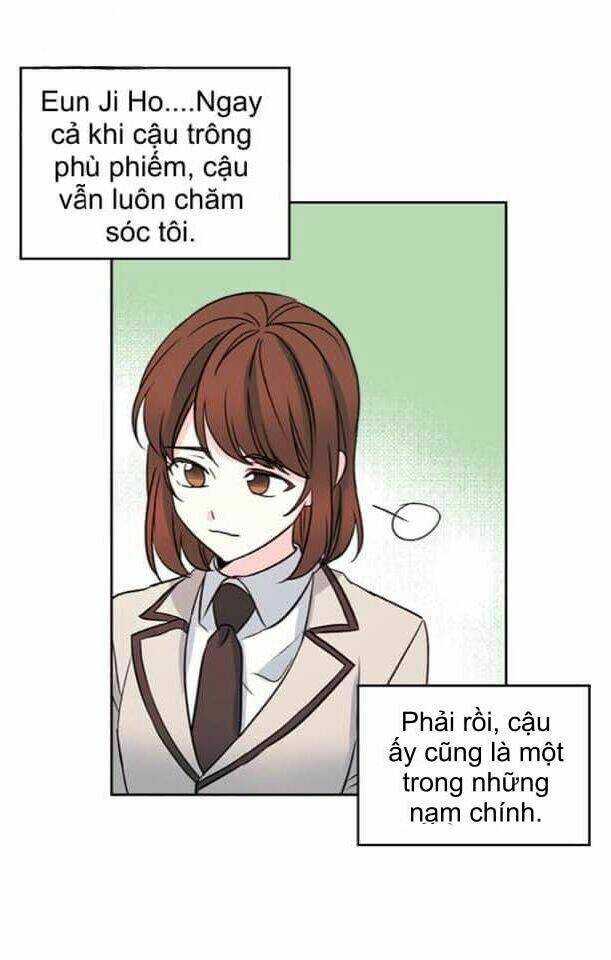 Eun Ji Ho....Ngay
cả khi cậu trông
phù phiếm, cậu
vẫn luôn chăm
sóc tôi.
Phải rồi, cậu
ấy cũng là một
trong những
nam chính.